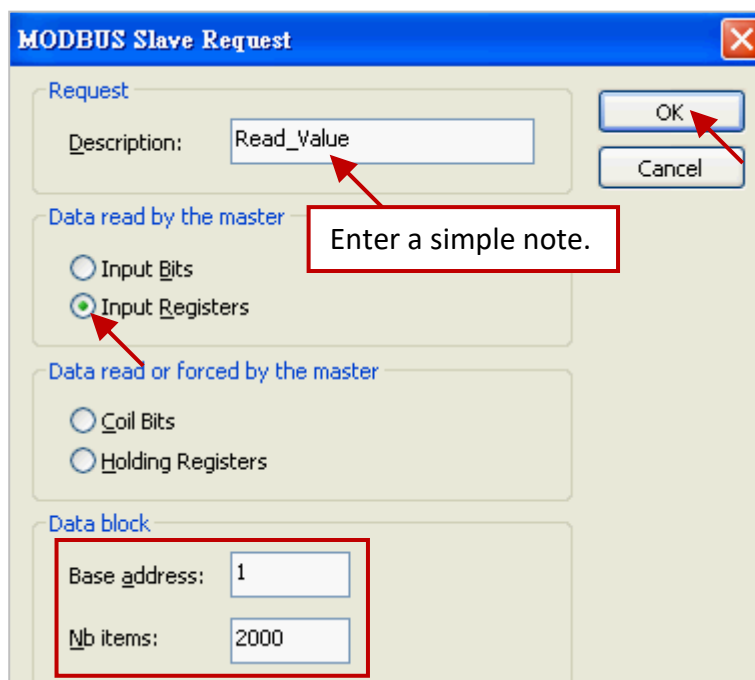 MODBUS Slave Request
Request
Description: Read_Value
OK
Cancel
Data read by the master
Enter a simple note.
Input Bits
Input Registers
Data read or forced by the master
Coil Bits
Holding Registers
Data block
Base address: 1
Nb items: 2000